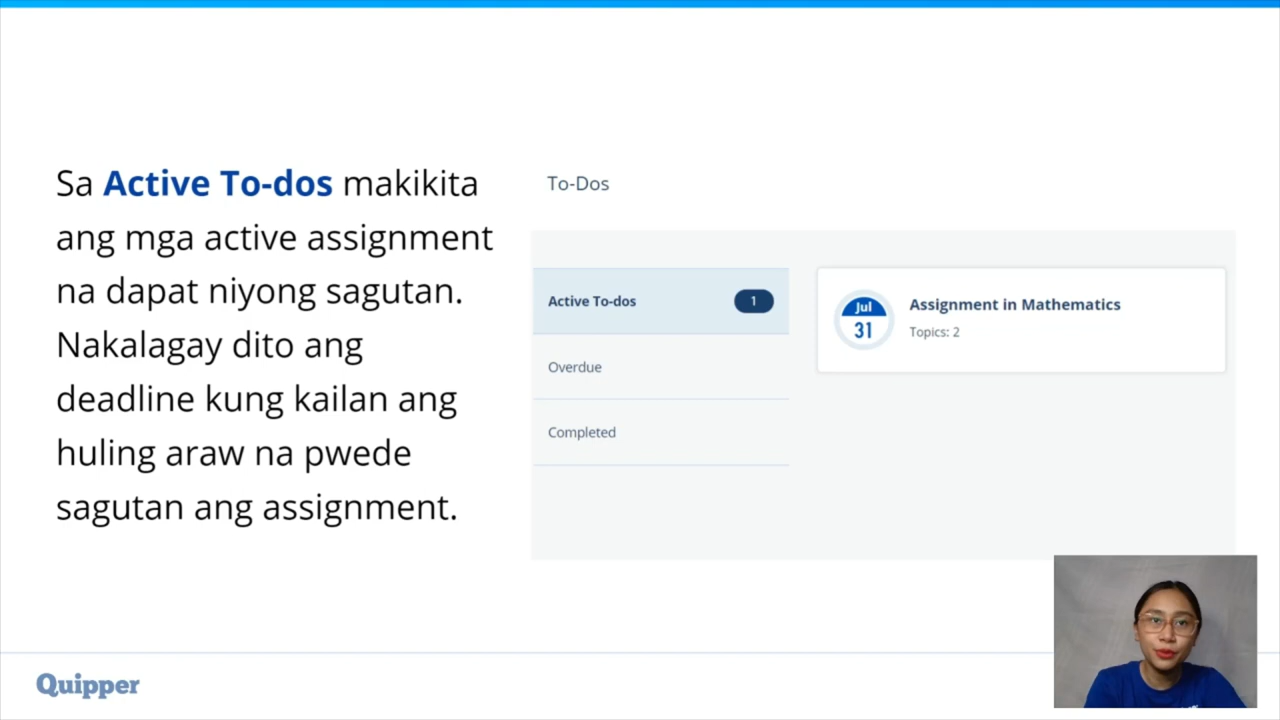 Sa Active To-dos makikita
ang mga active assignment
na dapat niyong sagutan.
Nakalagay dito ang
deadline kung kailan ang
huling araw na pwede
sagutan ang assignment.
To-Dos
Active To-dos 1
Overdue
Completed
Jul
31
Assignment in Mathematics
Topics: 2
Quipper